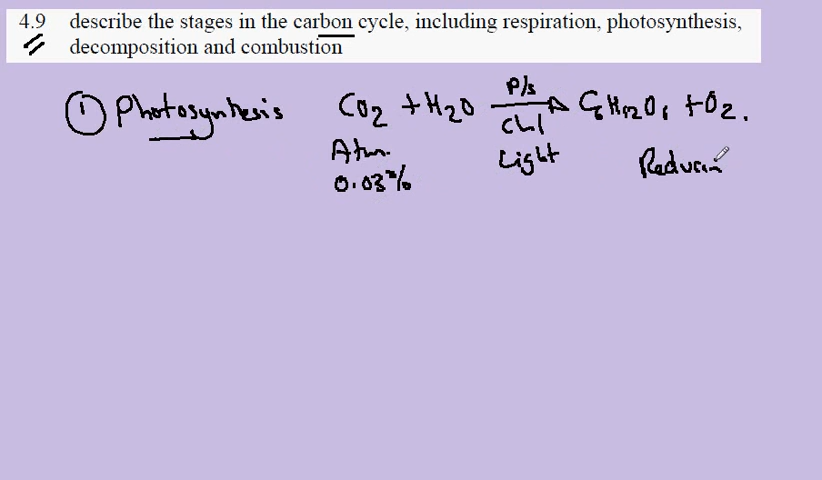 4.9 describe the stages in the carbon cycle, including respiration, photosynthesis,
decomposition and combustion
① Photosynthesis CO2 + H2O P/s C6H12O6 + O2.
Chl
Atm. Light
0.03%